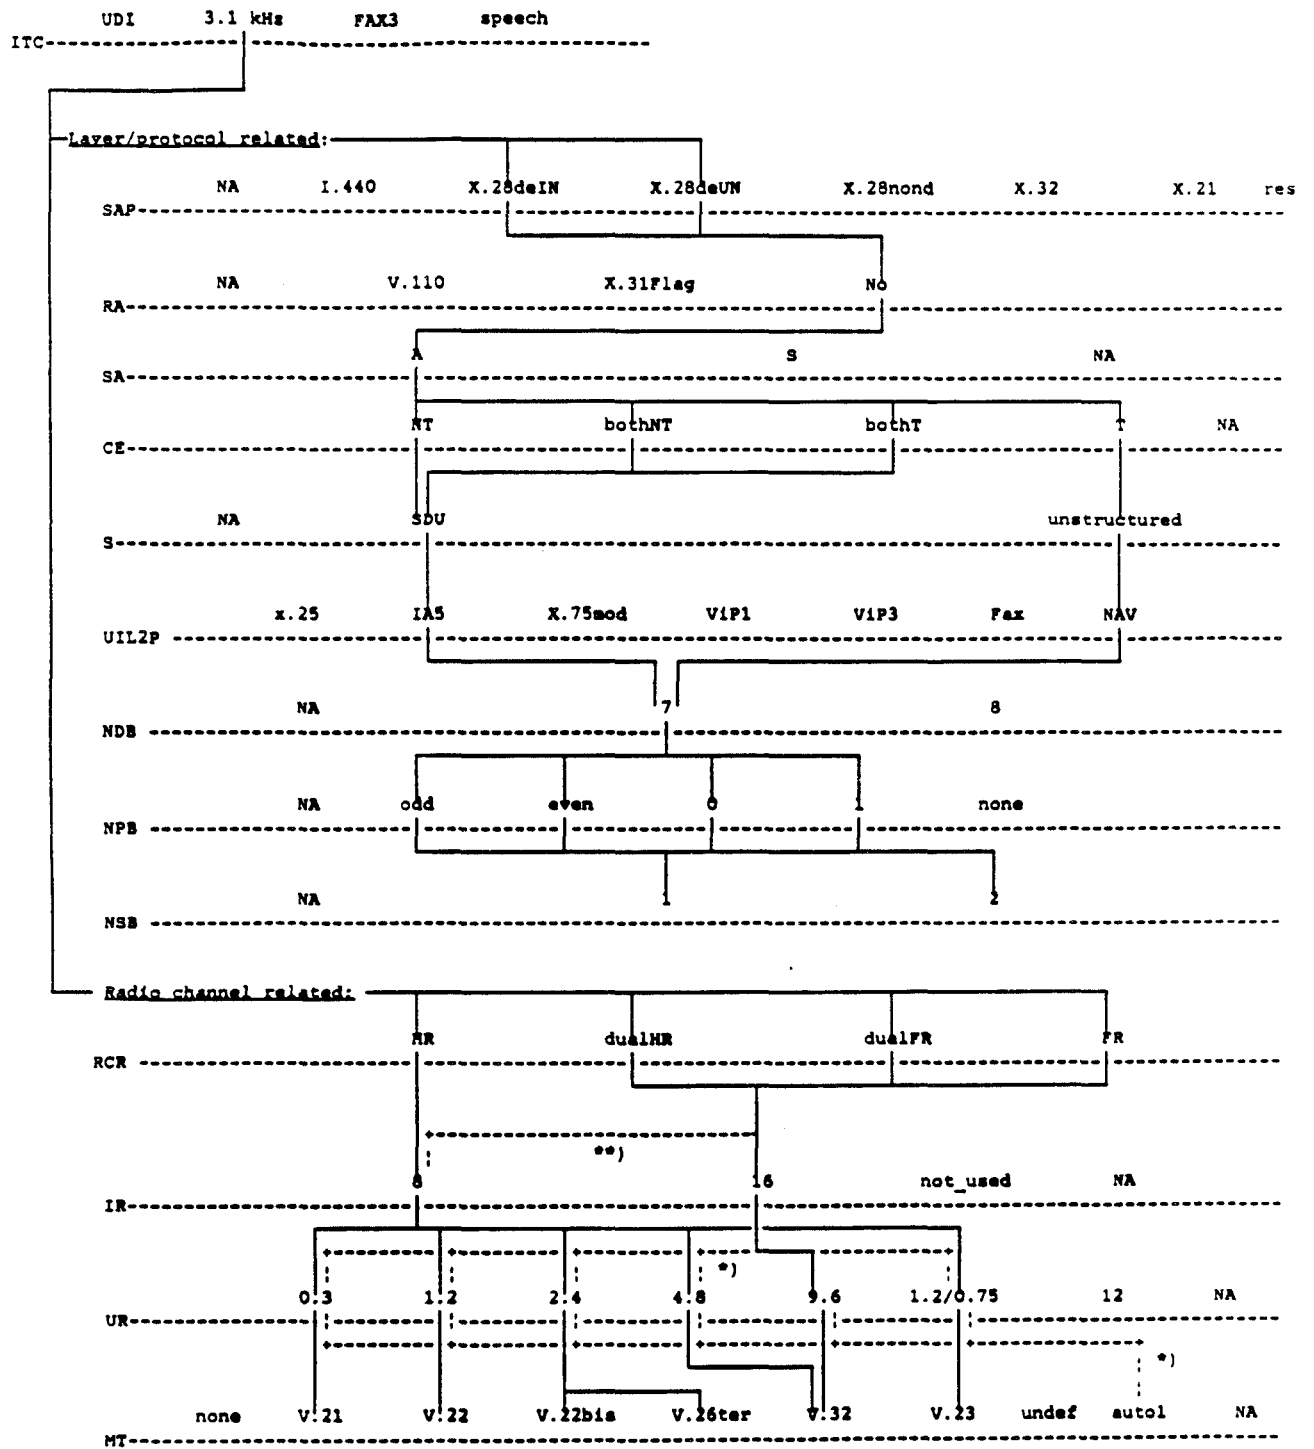 UDI 3.1 kHz FAX3 speech
ITC
Layer/protocol related:
NA I.440 X.28deIN X.28deUN X.28nond X.32 X.21 res
SAP
NA V.110 X.31Flag No
RA
A S NA
SA
NT bothNT bothT T NA
CE
NA SDU unstructured
S
x.25 IA5 X.75mod ViP1 ViP3 Fax NAV
UIL2P
NA 7 8
NDB
NA odd even 0 1 none
NPB
NA 1 2
NSB
Radio channel related:
HR dualHR dualFR FR
RCR
**)
8 16 not_used NA
IR
*)
0.3 1.2 2.4 4.8 9.6 1.2/0.75 12 NA
UR
*)
none V.21 V.22 V.22bis V.26ter V.32 V.23 undef autol NA
MT